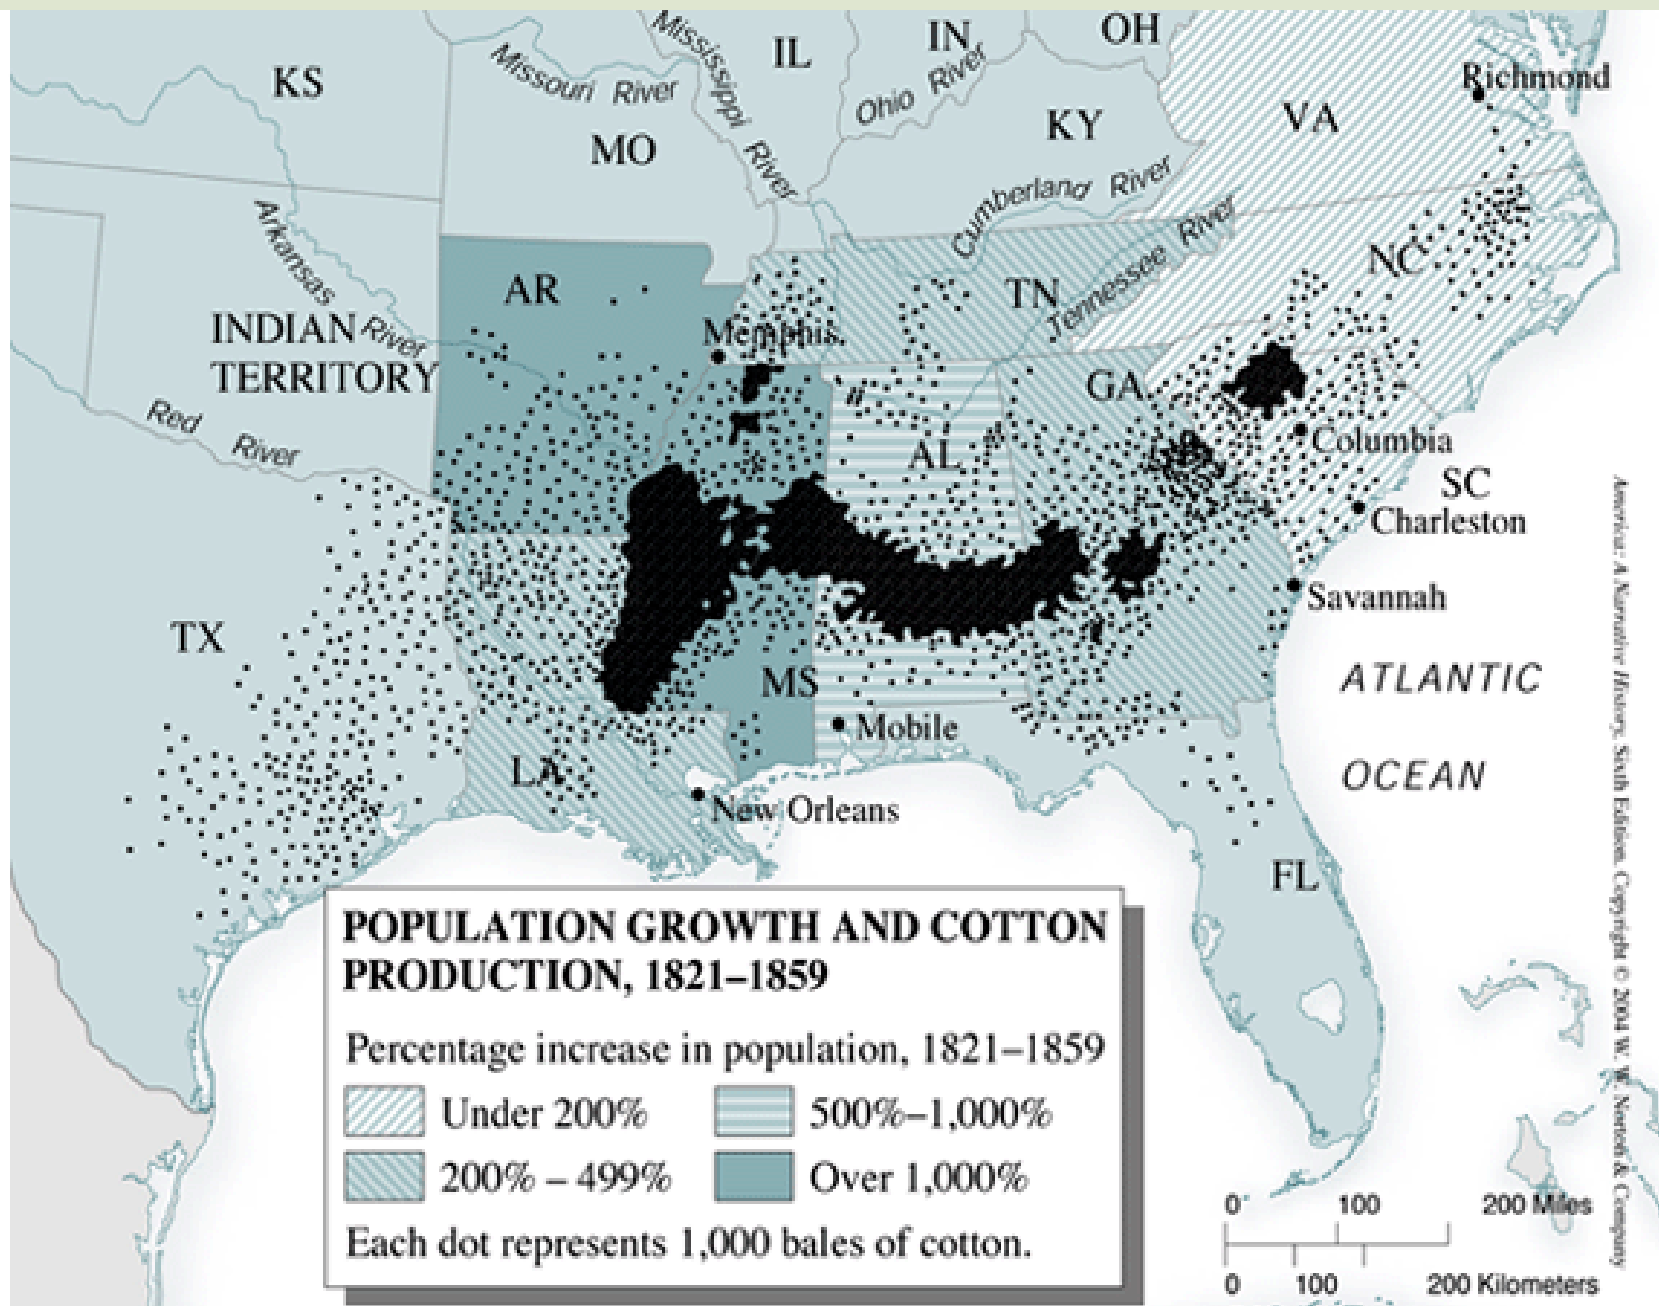 OH
IN
IL
KS
Mississippi River
Missouri River
Ohio River
Richmond
VA
KY
MO
Cumberland River
Arkansas River
Tennessee River
NC
AR
TN
INDIAN
TERRITORY
Memphis
GA
Red River
Columbia
AL
SC
Charleston
Savannah
TX
MS
ATLANTIC
OCEAN
Mobile
LA
New Orleans
FL
POPULATION GROWTH AND COTTON
PRODUCTION, 1821–1859
Percentage increase in population, 1821–1859
Under 200%
500%–1,000%
200% – 499%
Over 1,000%
Each dot represents 1,000 bales of cotton.
0 100 200 Miles
0 100 200 Kilometers
America: A Narrative History, Sixth Edition, Copyright © 2004 W. W. Norton & Company